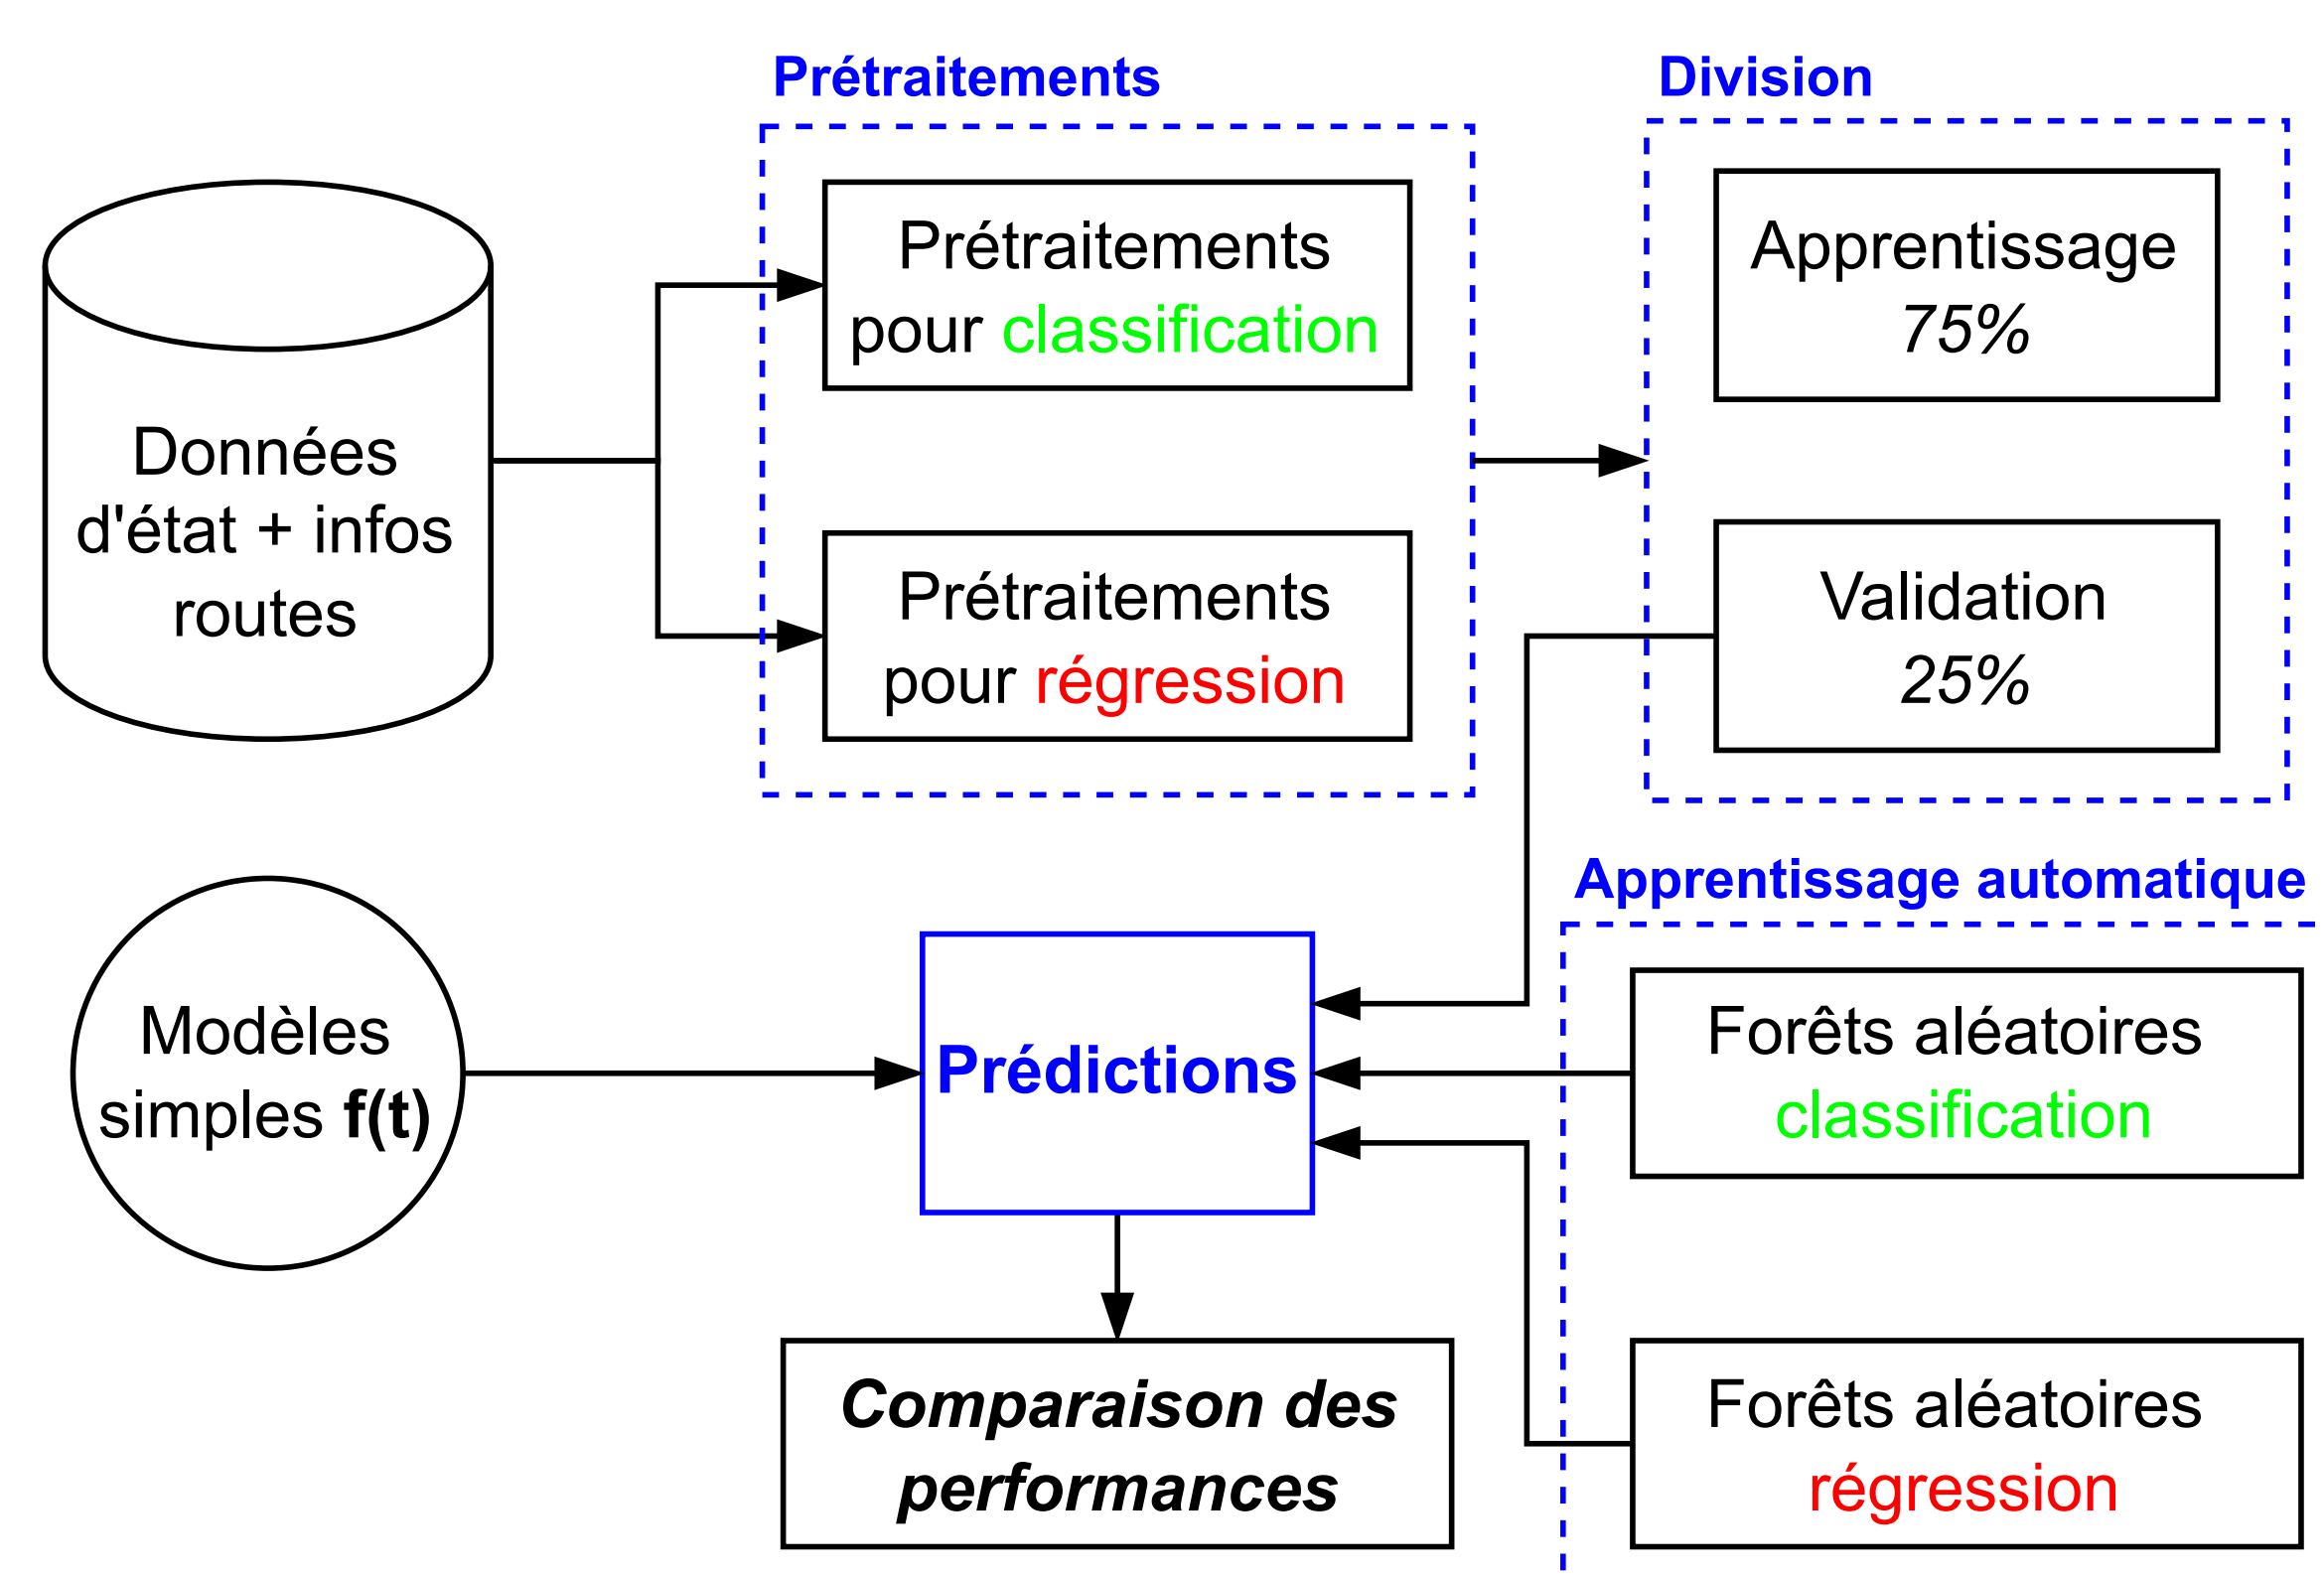 Prétraitements
Division
Données
d'état + infos
routes
Prétraitements
pour classification
Prétraitements
pour régression
Apprentissage
75%
Validation
25%
Apprentissage automatique
Modèles
simples f(t)
Prédictions
Forêts aléatoires
classification
Comparaison des
performances
Forêts aléatoires
régression